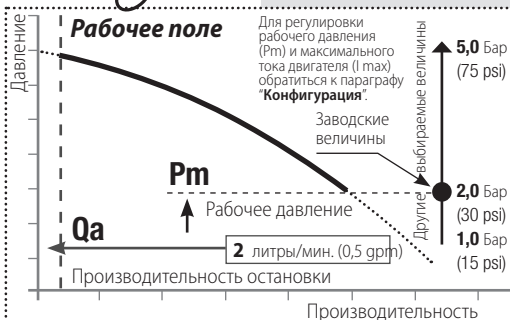 Рабочее поле
Для регулировки
рабочего давления
(Pm) и максимального
тока двигателя (I max)
обратиться к параграфу
"Конфигурация".
Давление
Заводские
величины
Другие выбираемые величины
5,0 Бар
(75 psi)
Pm
Рабочее давление
2,0 Бар
(30 psi)
1,0 Бар
(15 psi)
Qa
2 литры/мин. (0,5 gpm)
Производительность остановки
Производительность